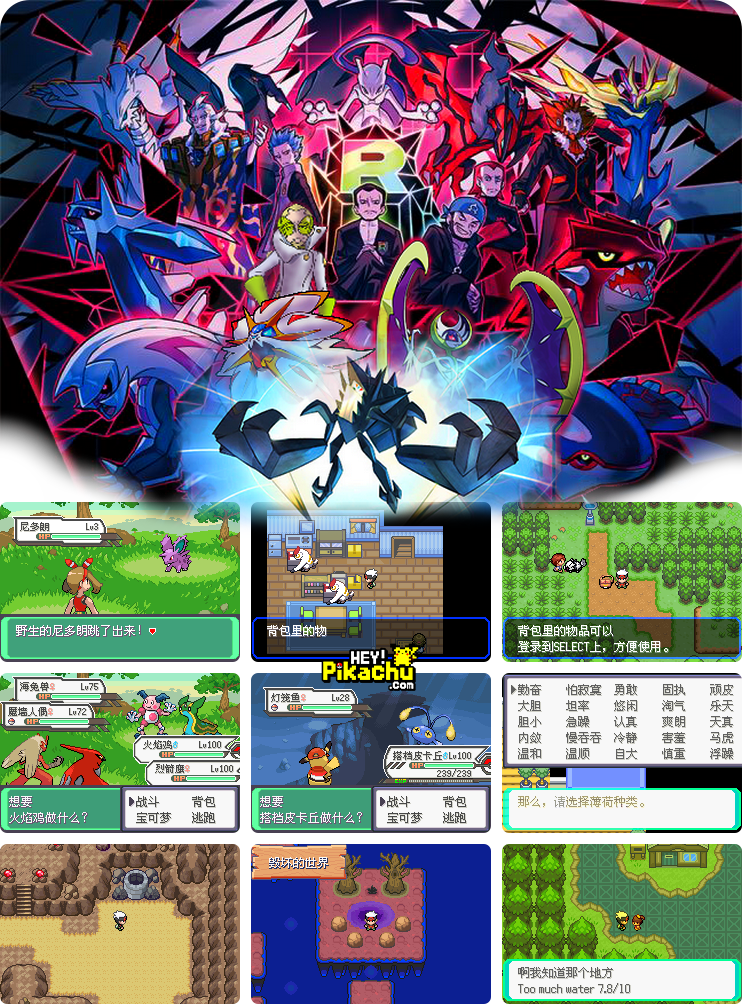 R
尼多朗 Lv3
HP
野生的尼多朗跳了出来！
背包里的物
背包里的物品可以
登录到SELECT上，方便使用。
HEY!
Pikachu
.com
海兔兽 Lv75
HP
魔墙人偶 Lv72
HP
火焰鸡♂ Lv100
HP
烈箭鹰♂ Lv100
HP
想要
火焰鸡做什么？
▶战斗 背包
宝可梦 逃跑
灯笼鱼♀ Lv28
HP
搭档皮卡丘 Lv100
HP
239/239
想要
搭档皮卡丘做什么？
▶战斗 背包
宝可梦 逃跑
▶勤奋 怕寂寞 勇敢 固执 顽皮
大胆 坦率 悠闲 淘气 乐天
胆小 急躁 认真 爽朗 天真
内敛 慢吞吞 冷静 害羞 马虎
温和 温顺 自大 慎重 浮躁
那么，请选择薄荷种类。
毁坏的世界
啊我知道那个地方
Too much water 7.8/10